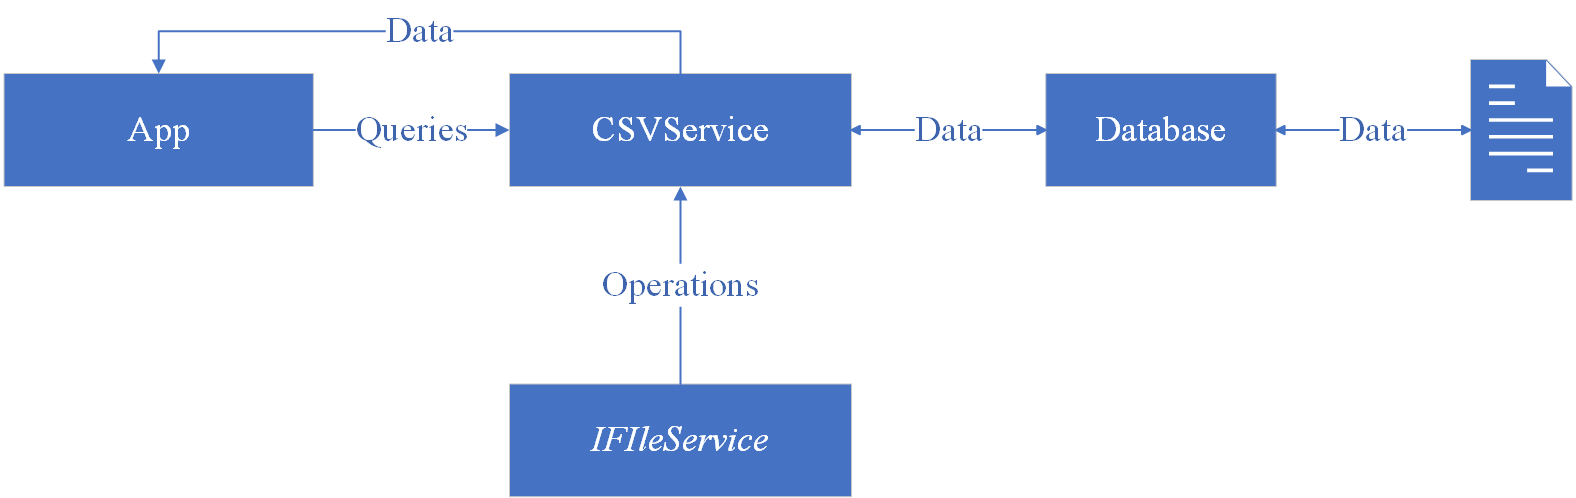 Data
App
Queries
CSVService
Data
Database
Data
Operations
IFIleService